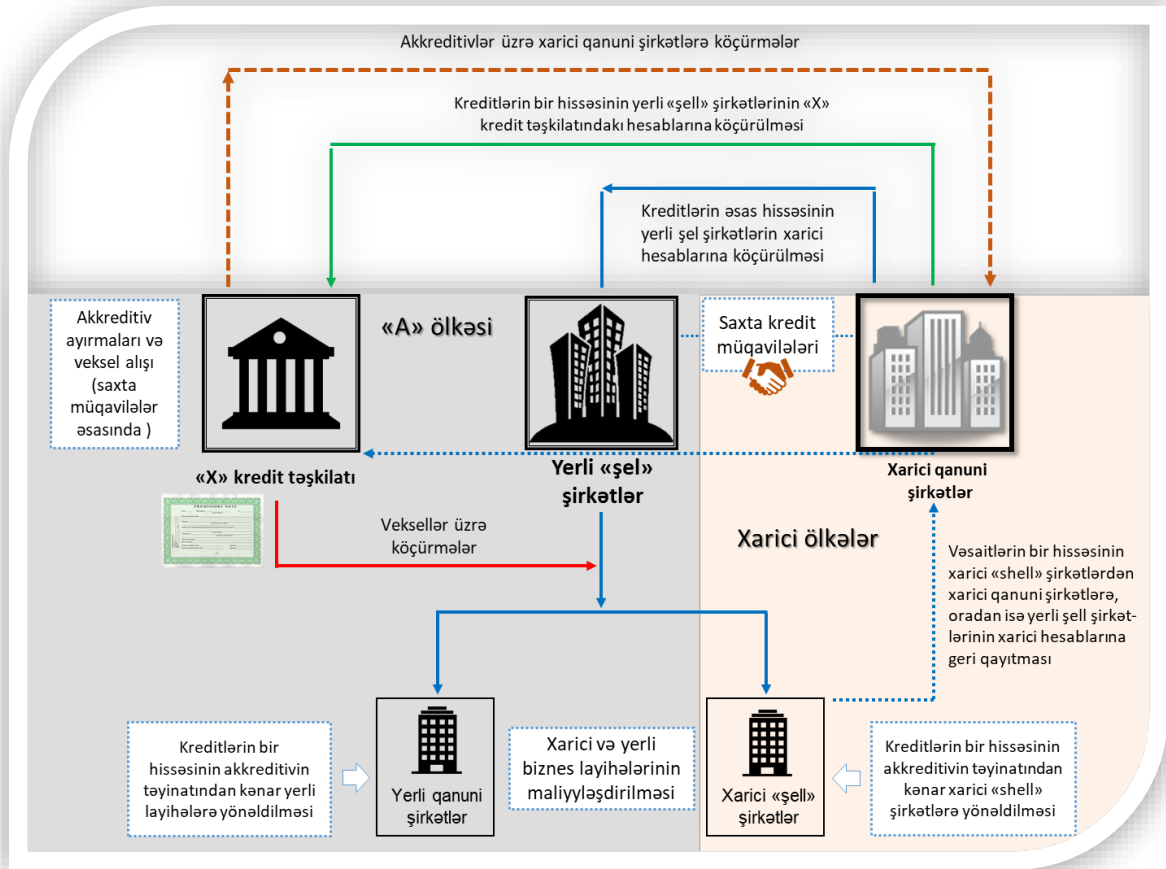 Akkreditivlər üzrə xarici qanuni şirkətlərə köçürmələr
Kreditlərin bir hissəsinin yerli «şell» şirkətlərinin «X»
kredit təşkilatındakı hesablarına köçürülməsi
Kreditlərin əsas hissəsinin
yerli şel şirkətlərin xarici
hesablarına köçürülməsi
Akkreditiv
ayırmaları və
veksel alışı
(saxta
müqavilələr
əsasında )
«A» ölkəsi
Saxta kredit
müqavilələri
«X» kredit təşkilatı
Yerli «şel»
şirkətlər
Xarici qanuni
şirkətlər
PROMISSORY NOTE
Veksellər üzrə
köçürmələr
Xarici ölkələr
Vəsaitlərin bir hissəsinin
xarici «shell» şirkətlərdən
xarici qanuni şirkətlərə,
oradan isə yerli şell şirkət-
lərinin xarici hesablarına
geri qayıtması
Kreditlərin bir
hissəsinin akkreditivin
təyinatından kənar yerli
layihələrə yönəldilməsi
Yerli qanuni
şirkətlər
Xarici və yerli
biznes layihələrinin
maliyyləşdirilməsi
Xarici «şell»
şirkətlər
Kreditlərin bir hissəsinin
akkreditivin təyinatından
kənar xarici «shell»
şirkətlərə yönəldilməsi